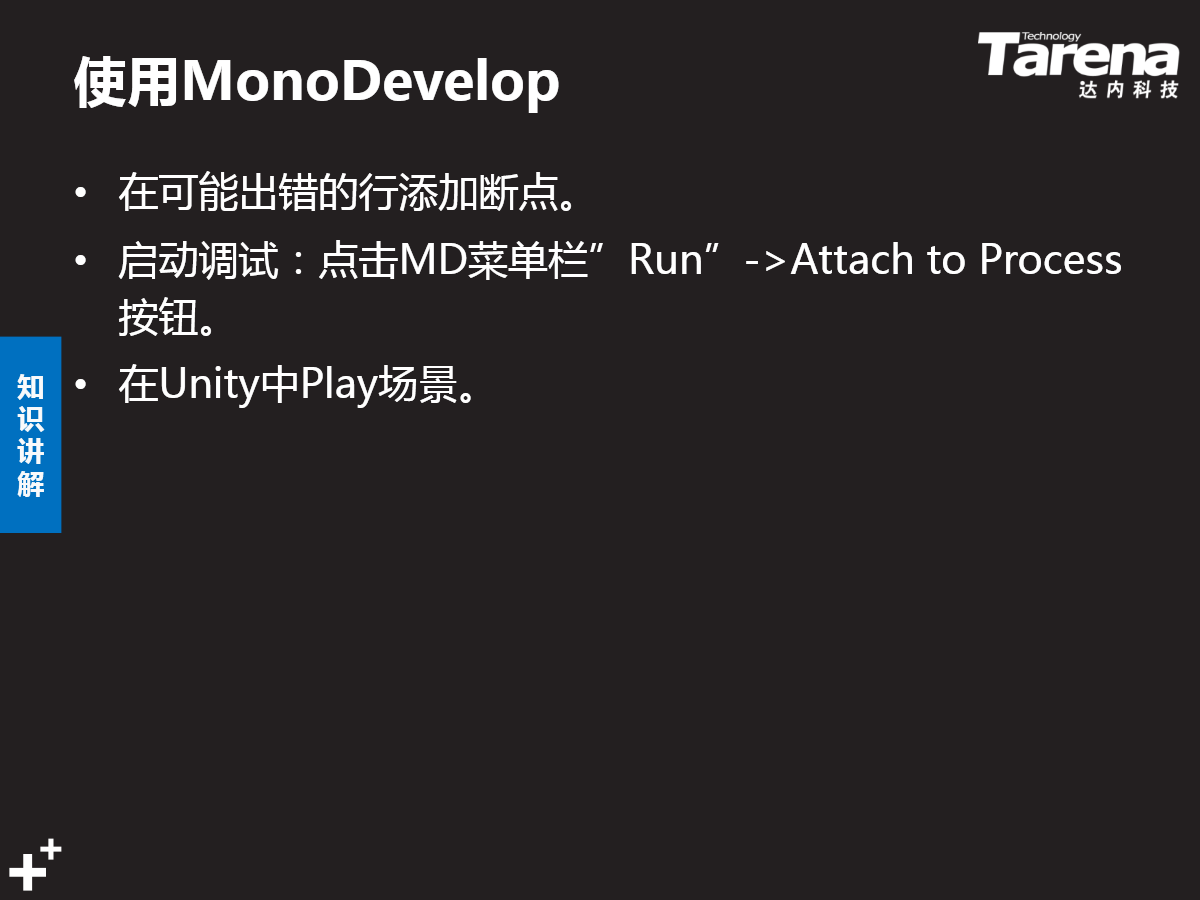 使用MonoDevelop
Technology
Tarena
达内科技
• 在可能出错的行添加断点。
• 启动调试：点击MD菜单栏”Run”->Attach to Process
按钮。
• 在Unity中Play场景。
知识讲解